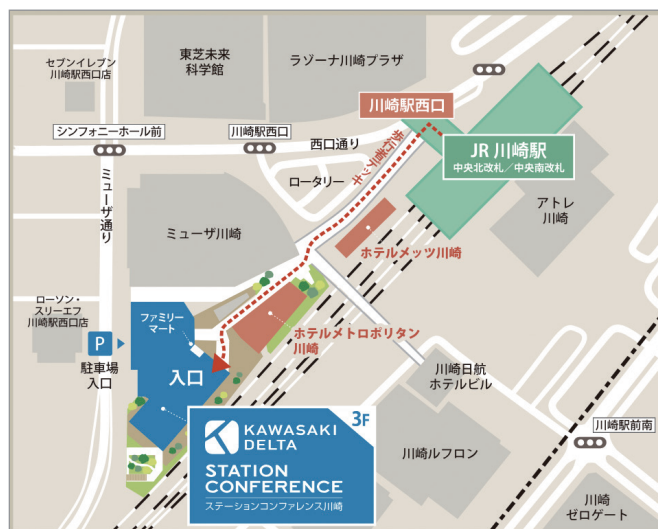 セブンイレブン
川崎駅西口店
東芝未来
科学館
ラゾーナ川崎プラザ
川崎駅西口
シンフォニーホール前
川崎駅西口
西口通り
歩行者デッキ
JR 川崎駅
中央北改札／中央南改札
ロータリー
アトレ
川崎
ミューザ通り
ミューザ川崎
ホテルメッツ川崎
ローソン・
スリーエフ
川崎駅西口店
ファミリー
マート
ホテルメトロポリタン
川崎
P
駐車場
入口
入口
川崎日航
ホテルビル
3F
KAWASAKI
DELTA
STATION
CONFERENCE
ステーションコンファレンス川崎
川崎ルフロン
川崎駅前南
川崎
ゼロゲート